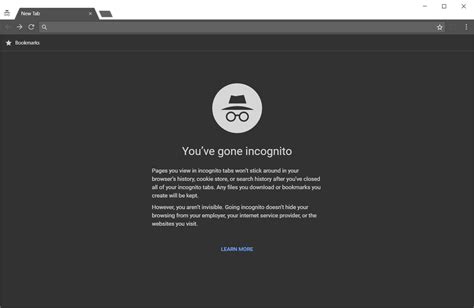 New Tab
Bookmarks
You've gone incognito
Pages you view in incognito tabs won't stick around in your
browser's history, cookie store, or search history after you've closed
all of your incognito tabs. Any files you download or bookmarks you
create will be kept.
However, you aren't invisible. Going incognito doesn't hide your
browsing from your employer, your internet service provider, or the
websites you visit.
LEARN MORE